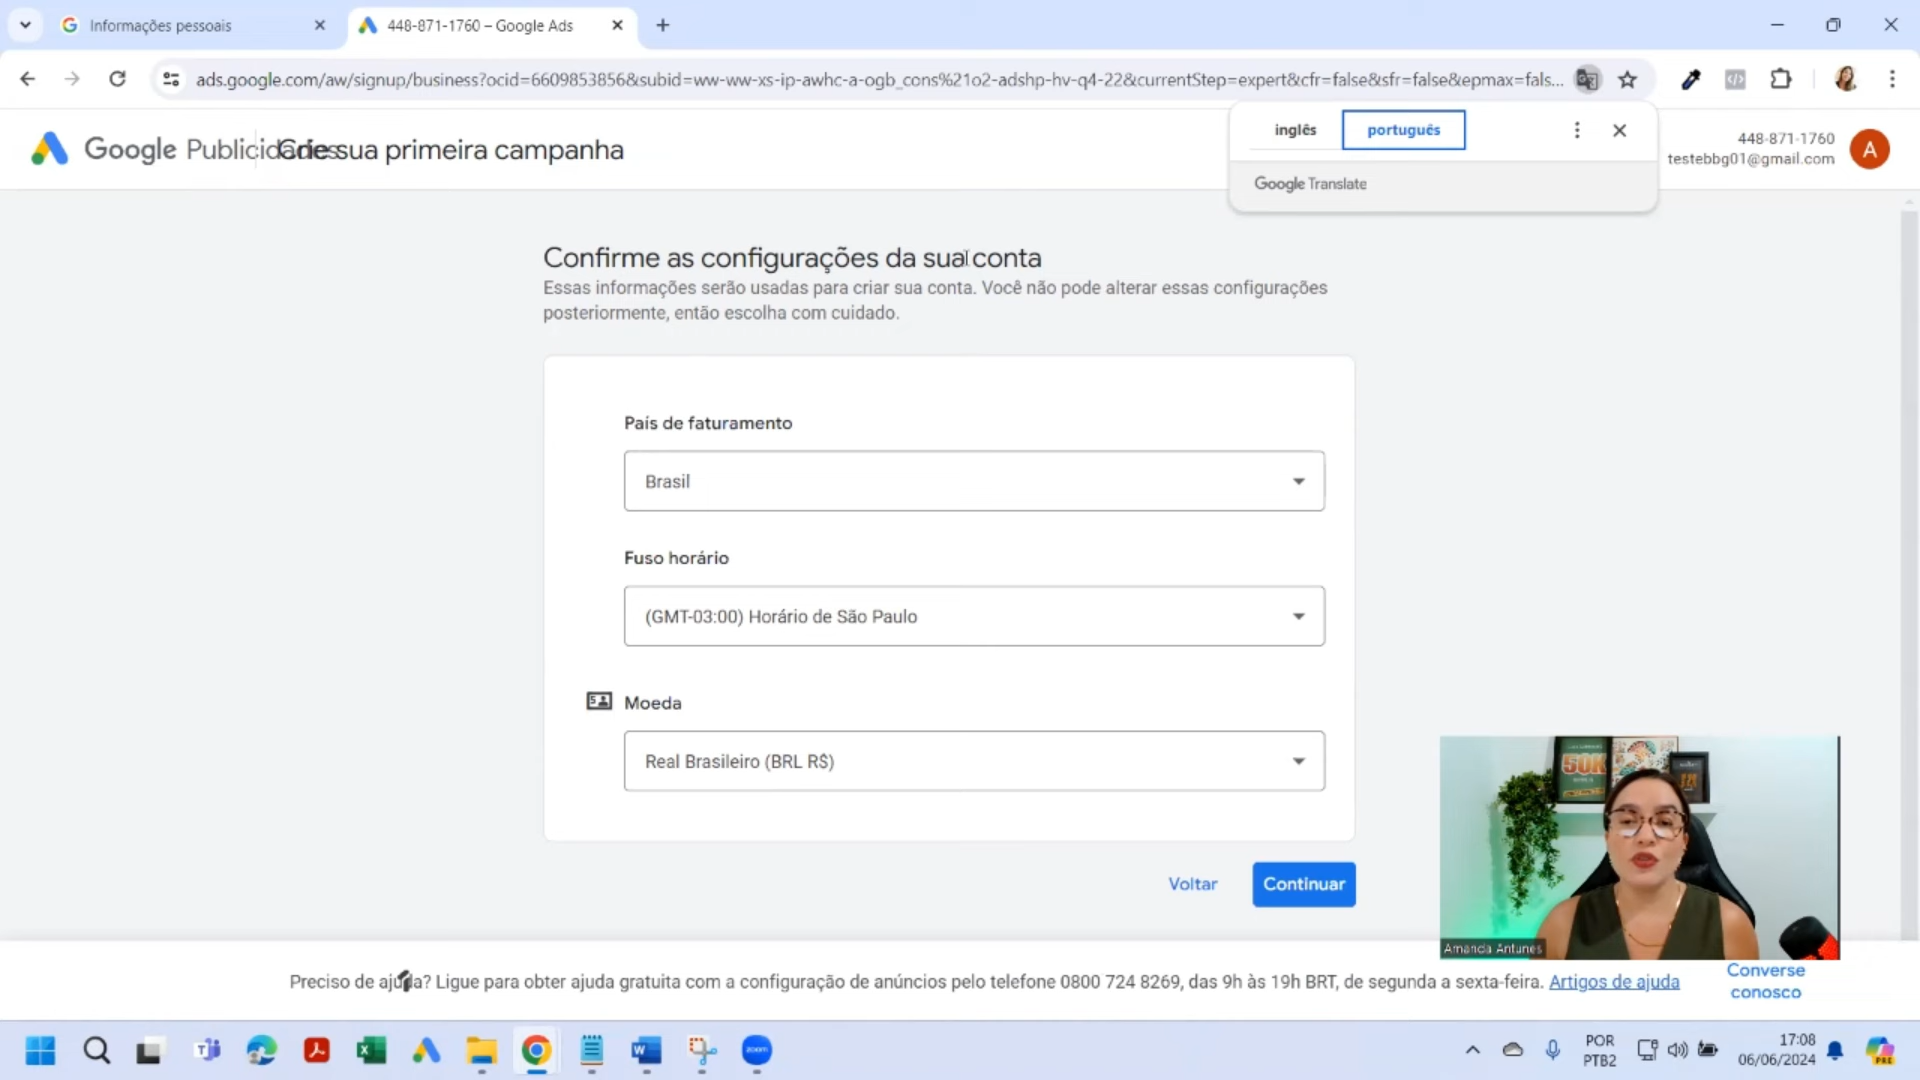 Informações pessoais
448-871-1760 – Google Ads
ads.google.com/aw/signup/business?ocid=6609853856&subid=ww-ww-xs-ip-awhc-a-ogb_cons%21o2-adshp-hv-q4-22&currentStep=expert&cfr=false&sfr=false&epmax=fals...
Google Publicidades
Crie sua primeira campanha
inglês
português
Google Translate
448-871-1760
testebbg01@gmail.com
A
Confirme as configurações da sua conta
Essas informações serão usadas para criar sua conta. Você não pode alterar essas configurações
posteriormente, então escolha com cuidado.
País de faturamento
Brasil
Fuso horário
(GMT-03:00) Horário de São Paulo
Moeda
Real Brasileiro (BRL R$)
Voltar
Continuar
50K
Amanda Antunes
Preciso de ajuda? Ligue para obter ajuda gratuita com a configuração de anúncios pelo telefone 0800 724 8269, das 9h às 19h BRT, de segunda a sexta-feira. Artigos de ajuda
Converse
conosco
zoom
POR
PTB2
17:08
06/06/2024
PRE